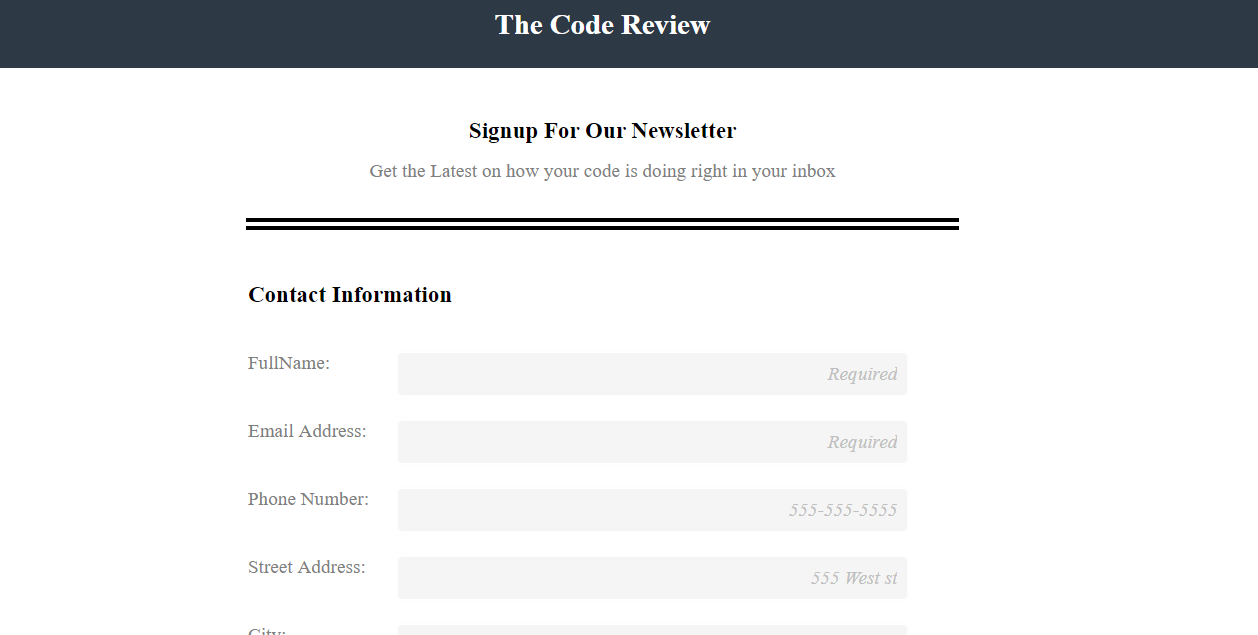 The Code Review
Signup For Our Newsletter
Get the Latest on how your code is doing right in your inbox
Contact Information
FullName:
Required
Email Address:
Required
Phone Number:
555-555-5555
Street Address:
555 West st
City: